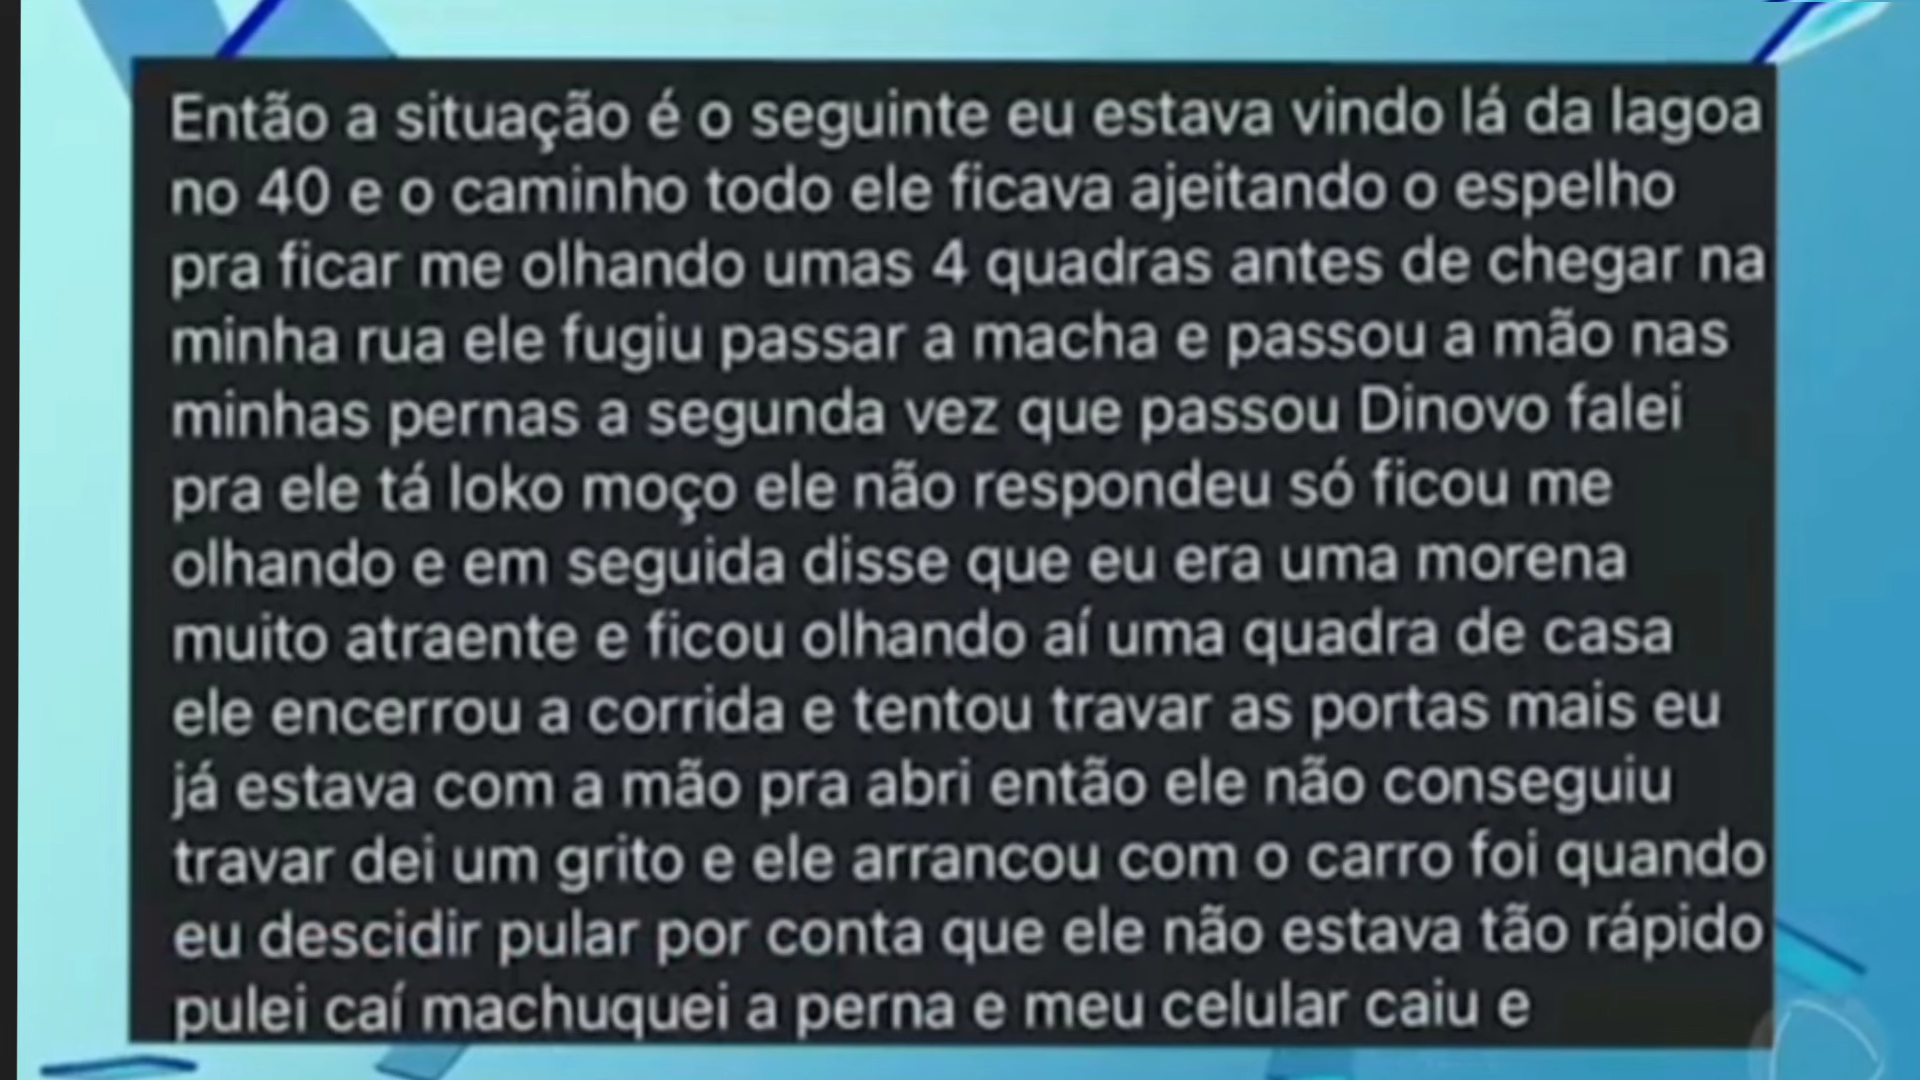 Então a situação é o seguinte eu estava vindo lá da lagoa
no 40 e o caminho todo ele ficava ajeitando o espelho
pra ficar me olhando umas 4 quadras antes de chegar na
minha rua ele fugiu passar a macha e passou a mão nas
minhas pernas a segunda vez que passou Dinovo falei
pra ele tá loko moço ele não respondeu só ficou me
olhando e em seguida disse que eu era uma morena
muito atraente e ficou olhando aí uma quadra de casa
ele encerrou a corrida e tentou travar as portas mais eu
já estava com a mão pra abri então ele não conseguiu
travar dei um grito e ele arrancou com o carro foi quando
eu descidir pular por conta que ele não estava tão rápido
pulei caí machuquei a perna e meu celular caiu e